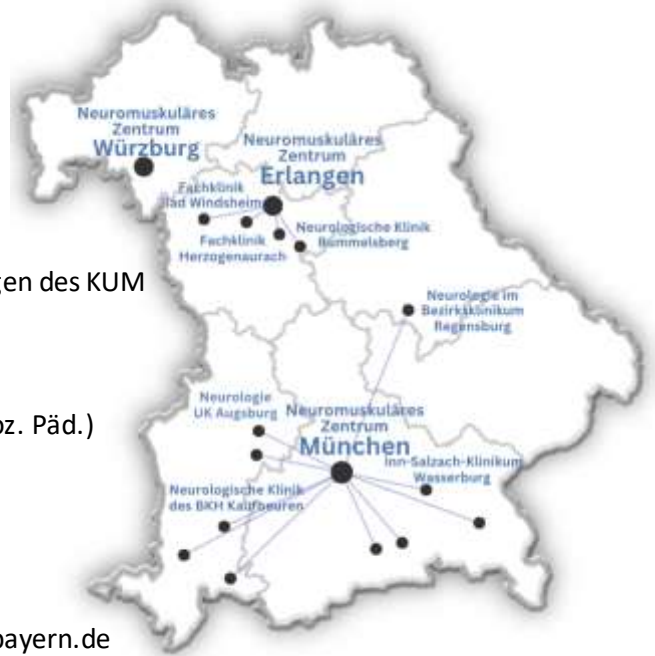 Neuromuskuläres
Zentrum
Würzburg
Neuromuskuläres
Zentrum
Erlangen
Fachklinik
Bad Windsheim
Neurologische Klinik
Rummelsberg
Fachklinik
Herzogenaurach
gen des KUM
Neurologie im
Bezirksklinikum
Regensburg
Neurologie
UK Augsburg
Neuromuskuläres
Zentrum
München
oz. Päd.)
Inn-Salzach-Klinikum
Wasserburg
Neurologische Klinik
des BKH Kaufbeuren
bayern.de